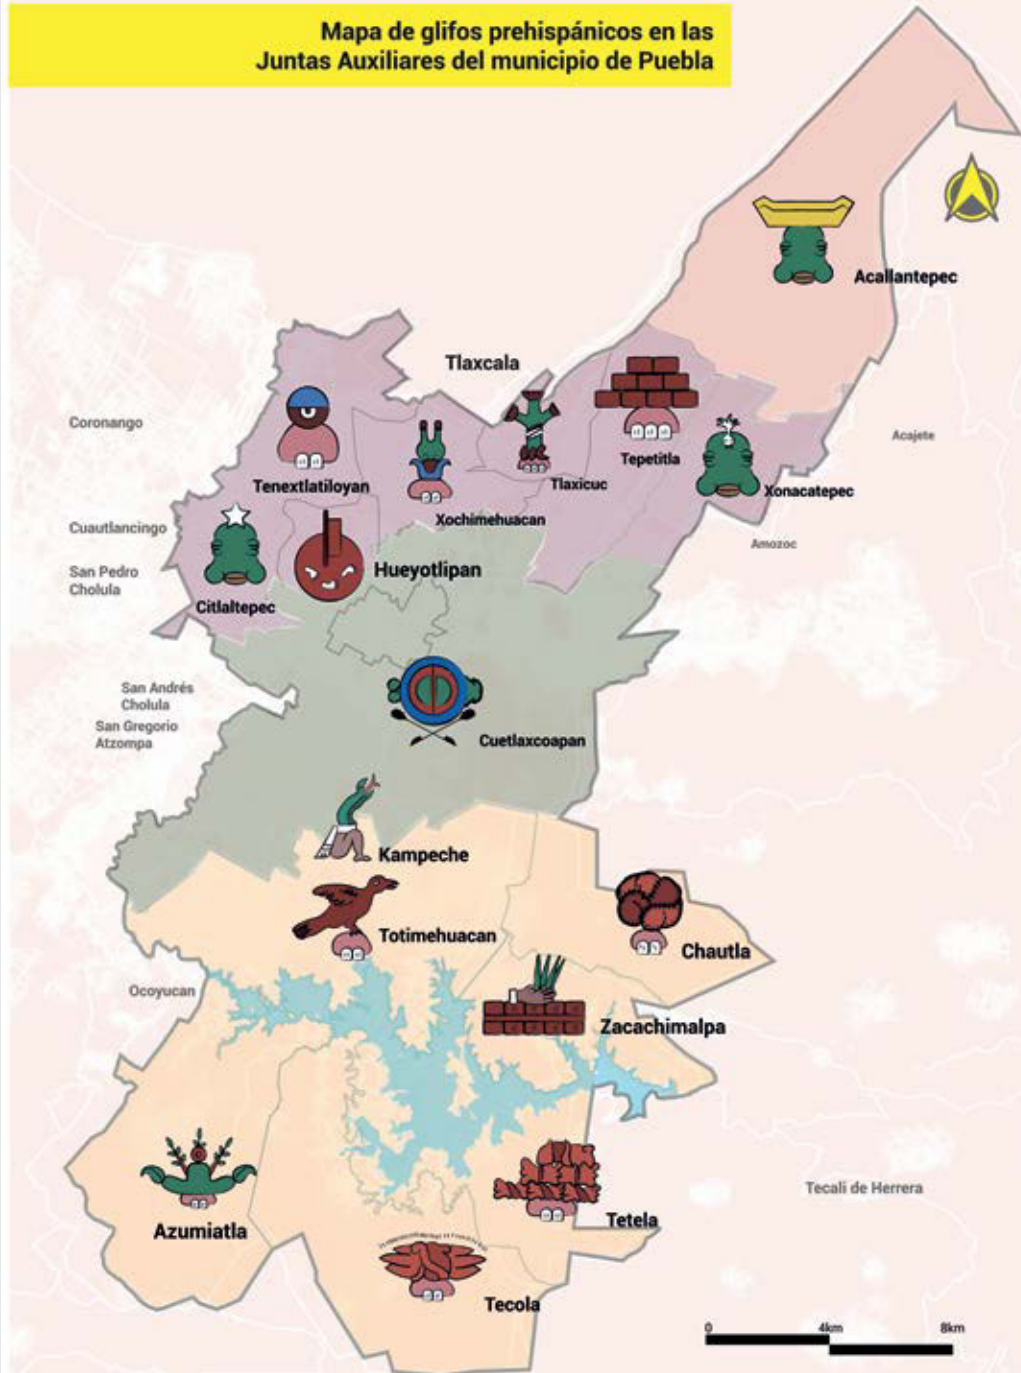 Mapa de glifos prehispánicos en las
Juntas Auxiliares del municipio de Puebla
Acallantepec
Tlaxcala
Coronango
Acajete
Tepetitla
Tenextlatiloyan
Tlaxicuc
Xonacatepec
Xochimehuacan
Cuautlancingo
Amozoc
San Pedro
Cholula
Hueyotlipan
Citlaltepec
San Andrés
Cholula
San Gregorio
Atzompa
Cuetlaxcoapan
Kampeche
Totimehuacan
Chautla
Ocoyucan
Zacachimalpa
Tecali de Herrera
Tetela
Azumiatla
Tecola
0 4km 8km